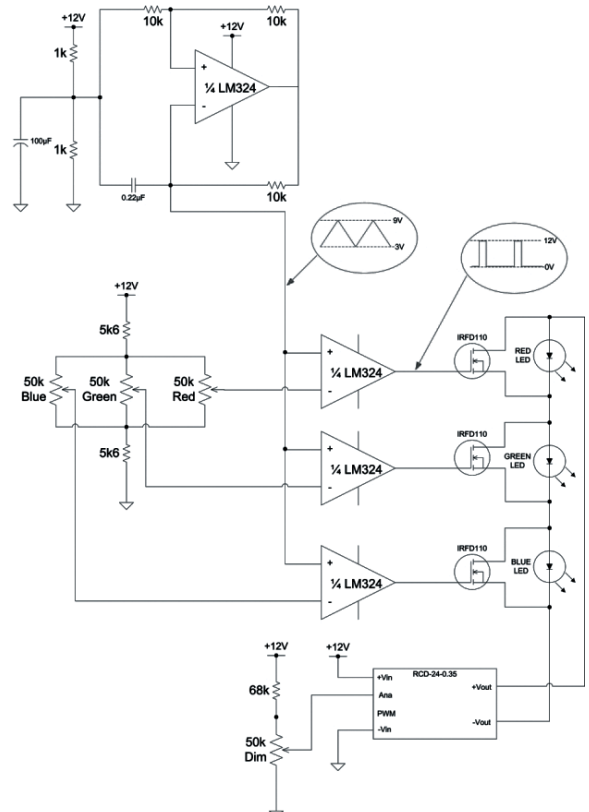 +12V
10k
10k
+12V
1k
+
¼ LM324
-
100µF
1k
0.22µF
10k
9V
3V
12V
0V
+12V
5k6
IRFD110
RED
LED
+
¼ LM324
-
50k
Blue
50k
Green
50k
Red
IRFD110
5k6
+
¼ LM324
-
GREEN
LED
IRFD110
+
¼ LM324
-
BLUE
LED
+12V
+12V
RCD-24-0.35
+Vin
68k
Ana
+Vout
PWM
-Vin
-Vout
50k
Dim